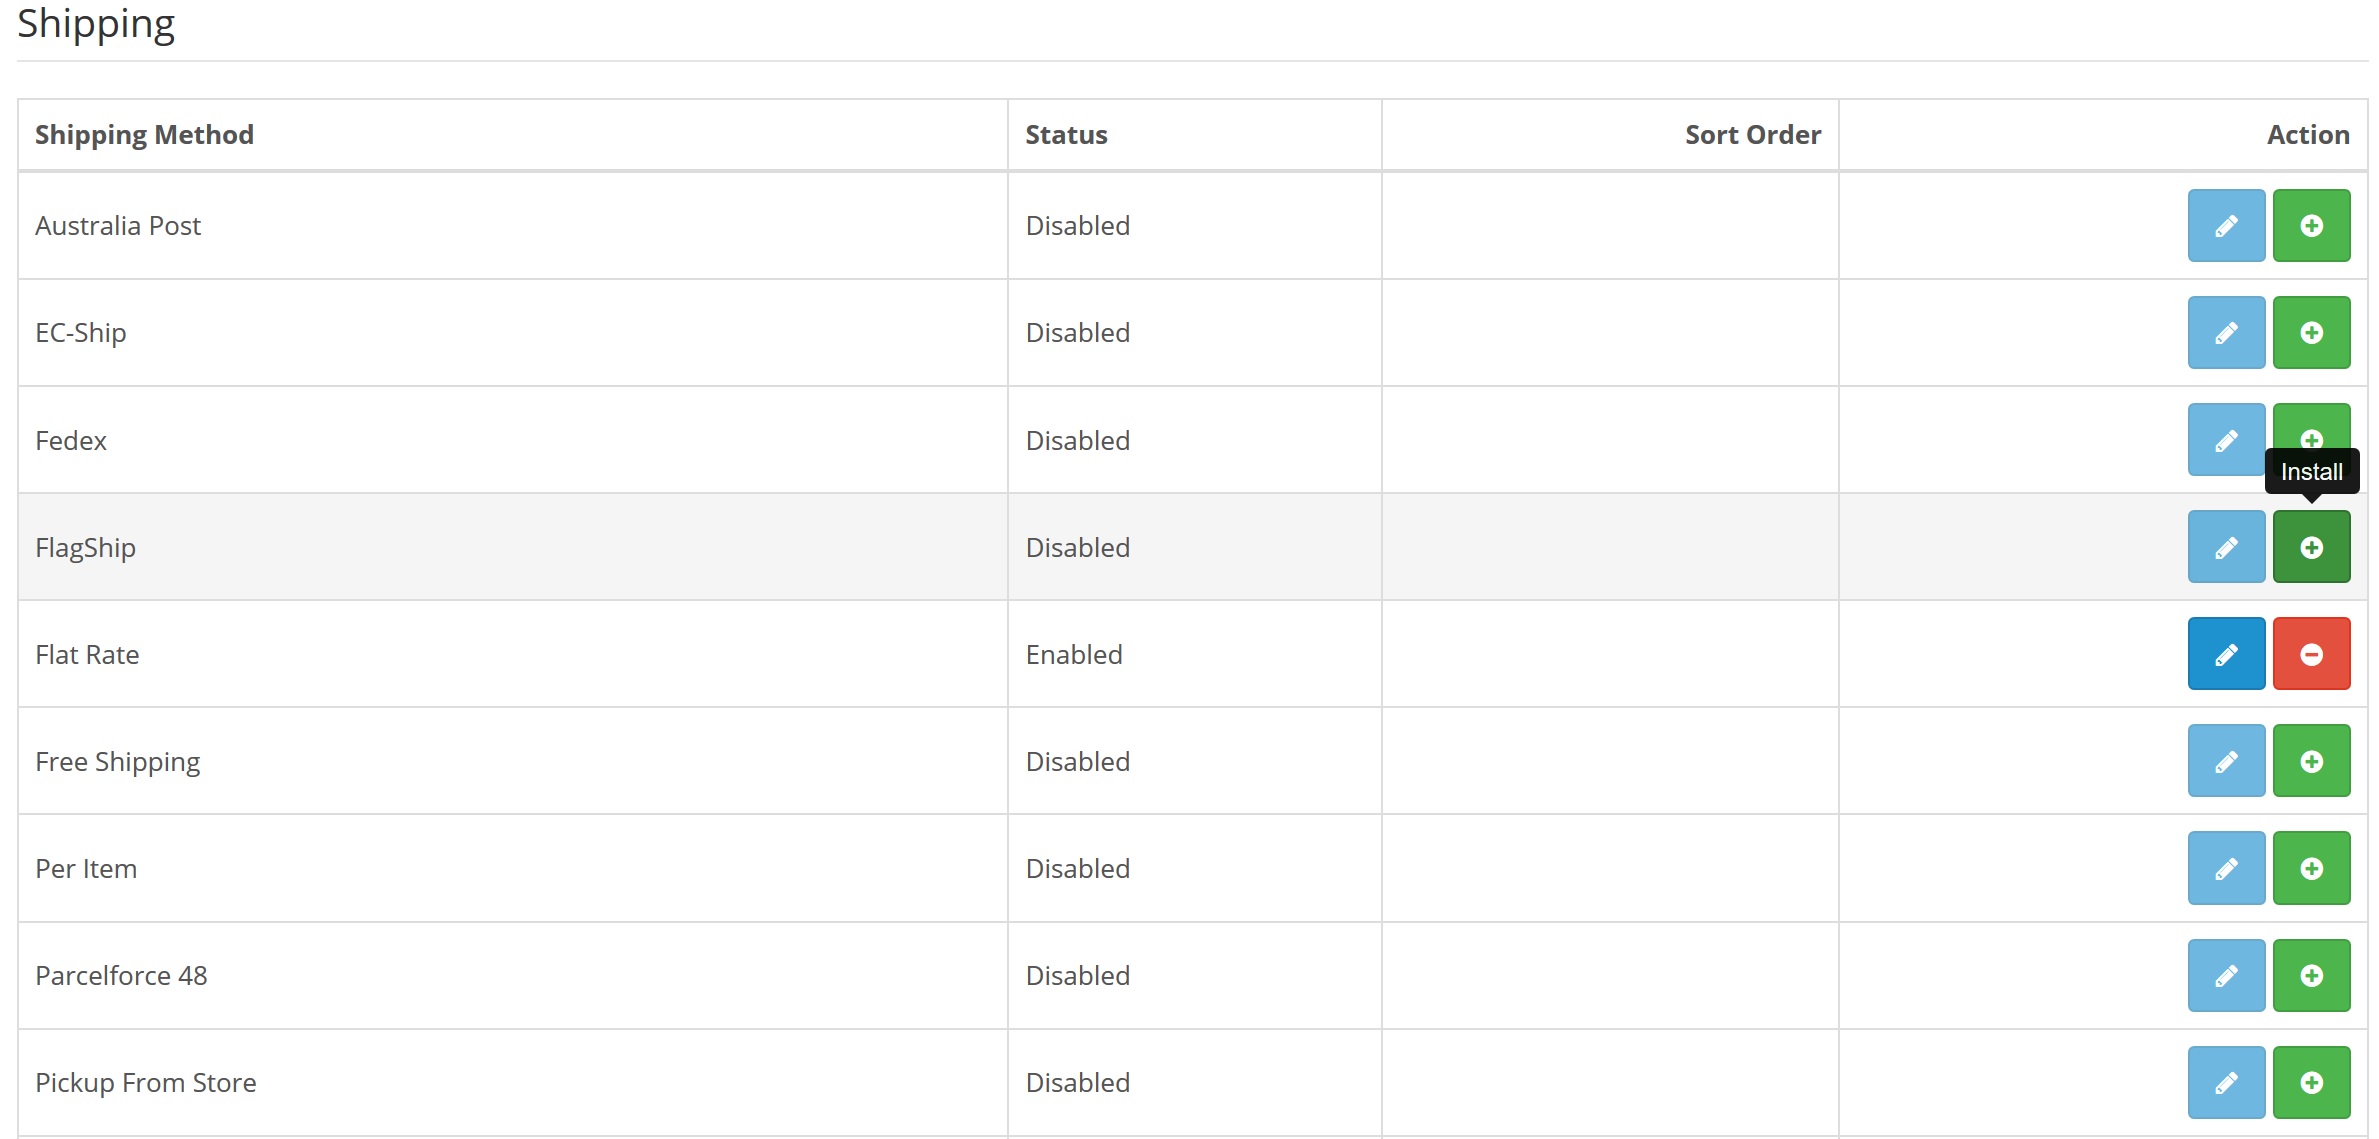 Shipping
Shipping Method Status Sort Order Action
Australia Post Disabled
EC-Ship Disabled
Fedex Disabled
Install
FlagShip Disabled
Flat Rate Enabled
Free Shipping Disabled
Per Item Disabled
Parcelforce 48 Disabled
Pickup From Store Disabled